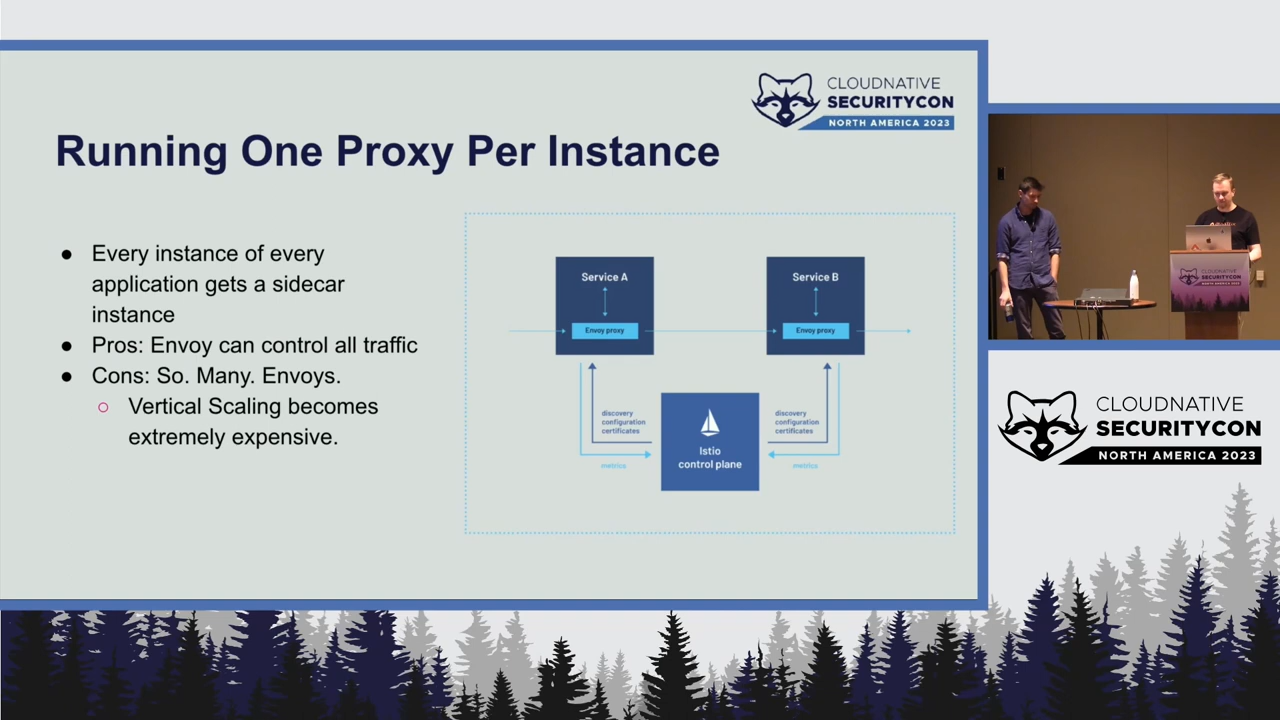 CLOUDNATIVE
SECURITYCON
NORTH AMERICA 2023
Running One Proxy Per Instance
● Every instance of every
application gets a sidecar
instance
● Pros: Envoy can control all traffic
● Cons: So. Many. Envoys.
○ Vertical Scaling becomes
extremely expensive.
Service A
Envoy proxy
Service B
Envoy proxy
discovery
configuration
certificates
metrics
Istio
control plane
discovery
configuration
certificates
metrics
CLOUDNATIVE
SECURITYCON
CLOUDNATIVE
SECURITYCON
NORTH AMERICA 2023